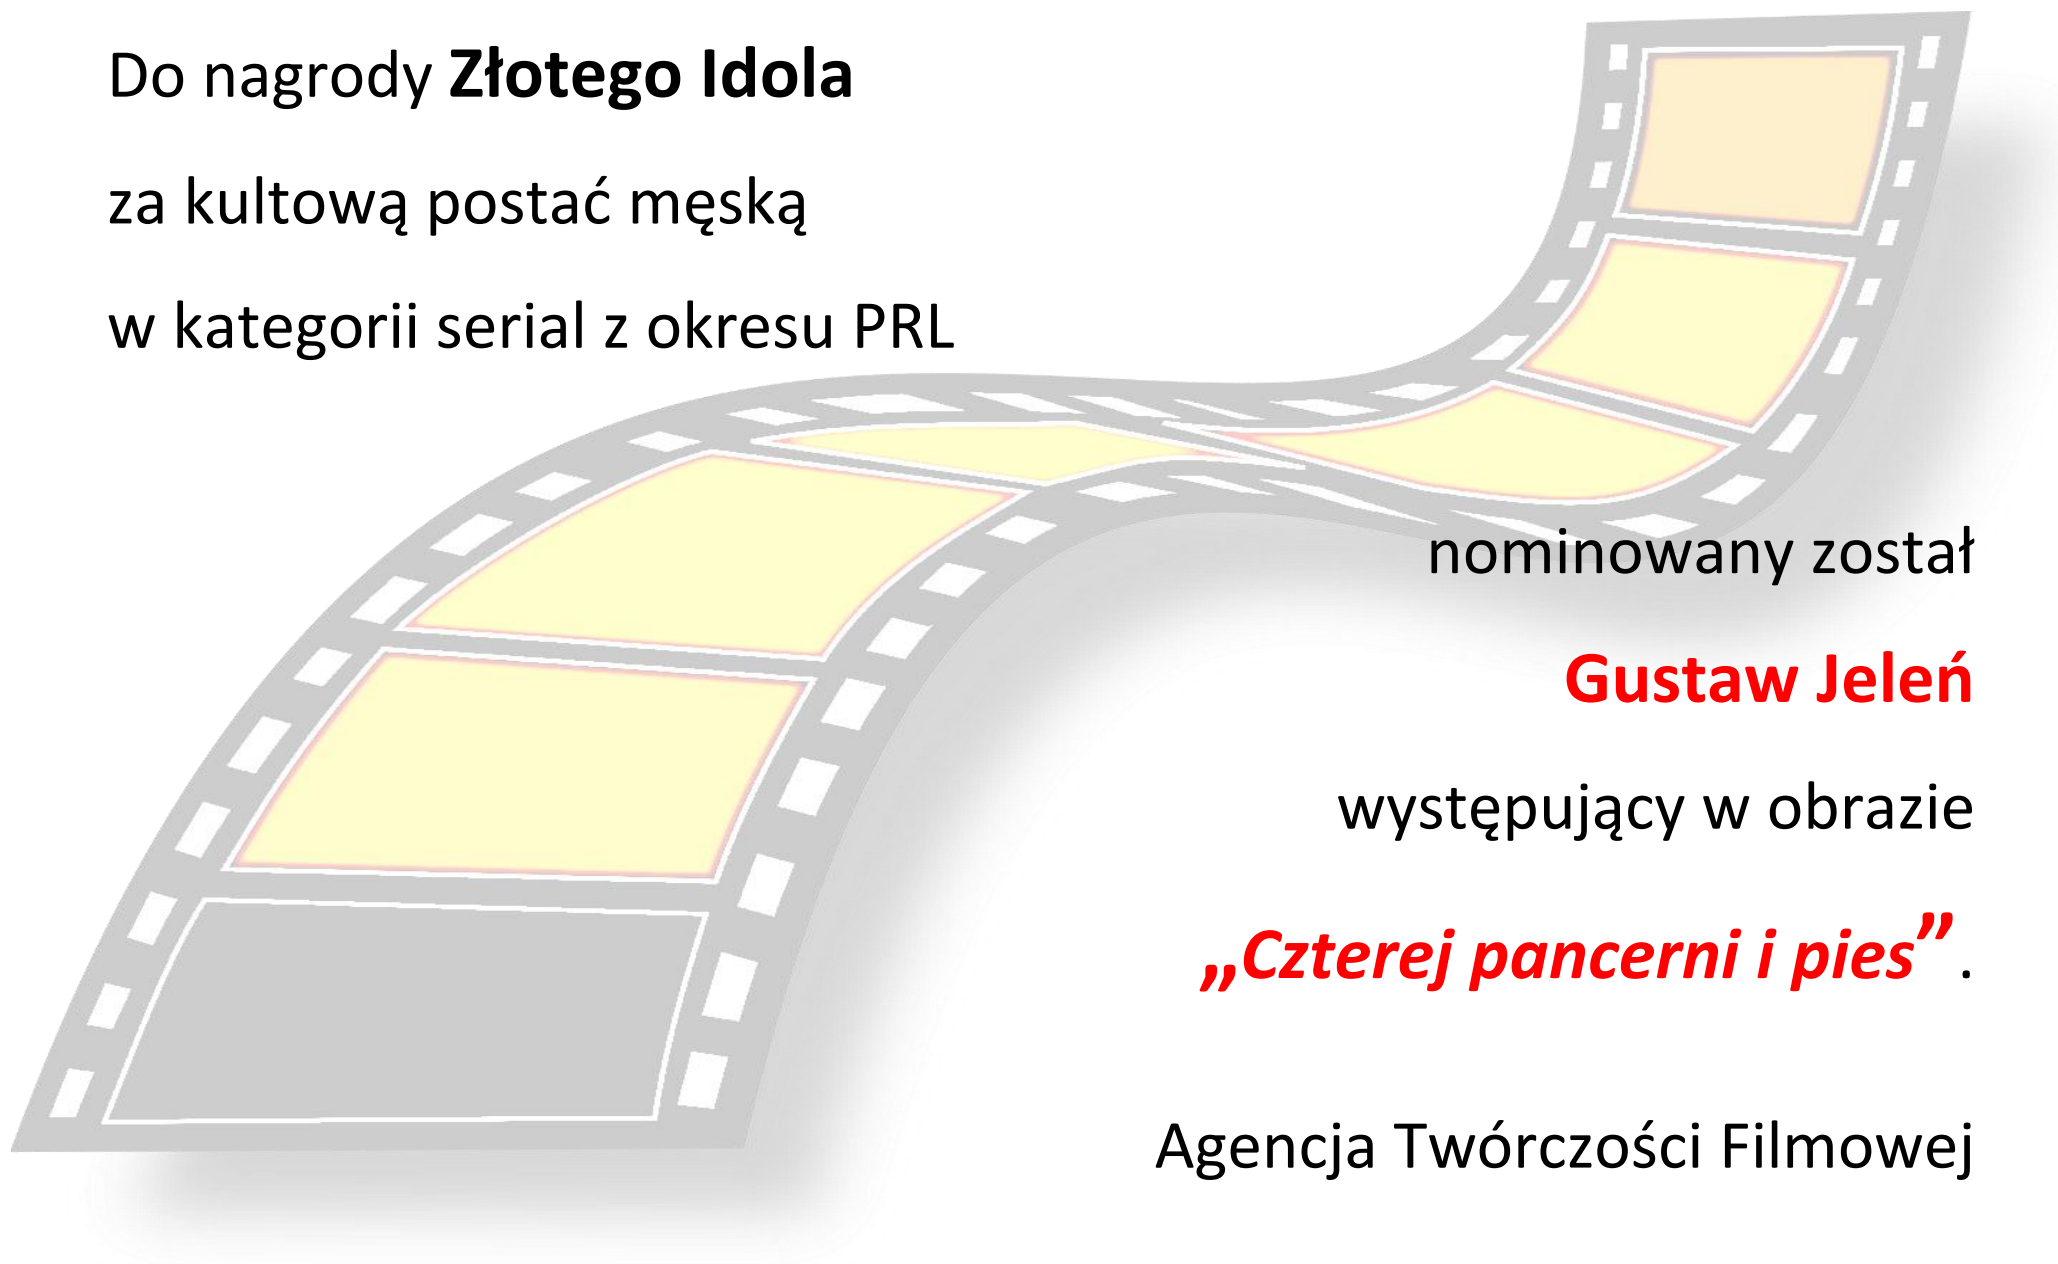 Do nagrody Złotego Idola
za kultową postać męską
w kategorii serial z okresu PRL
nominowany został
Gustaw Jeleń
występujący w obrazie
„Czterej pancerni i pies”.
Agencja Twórczości Filmowej